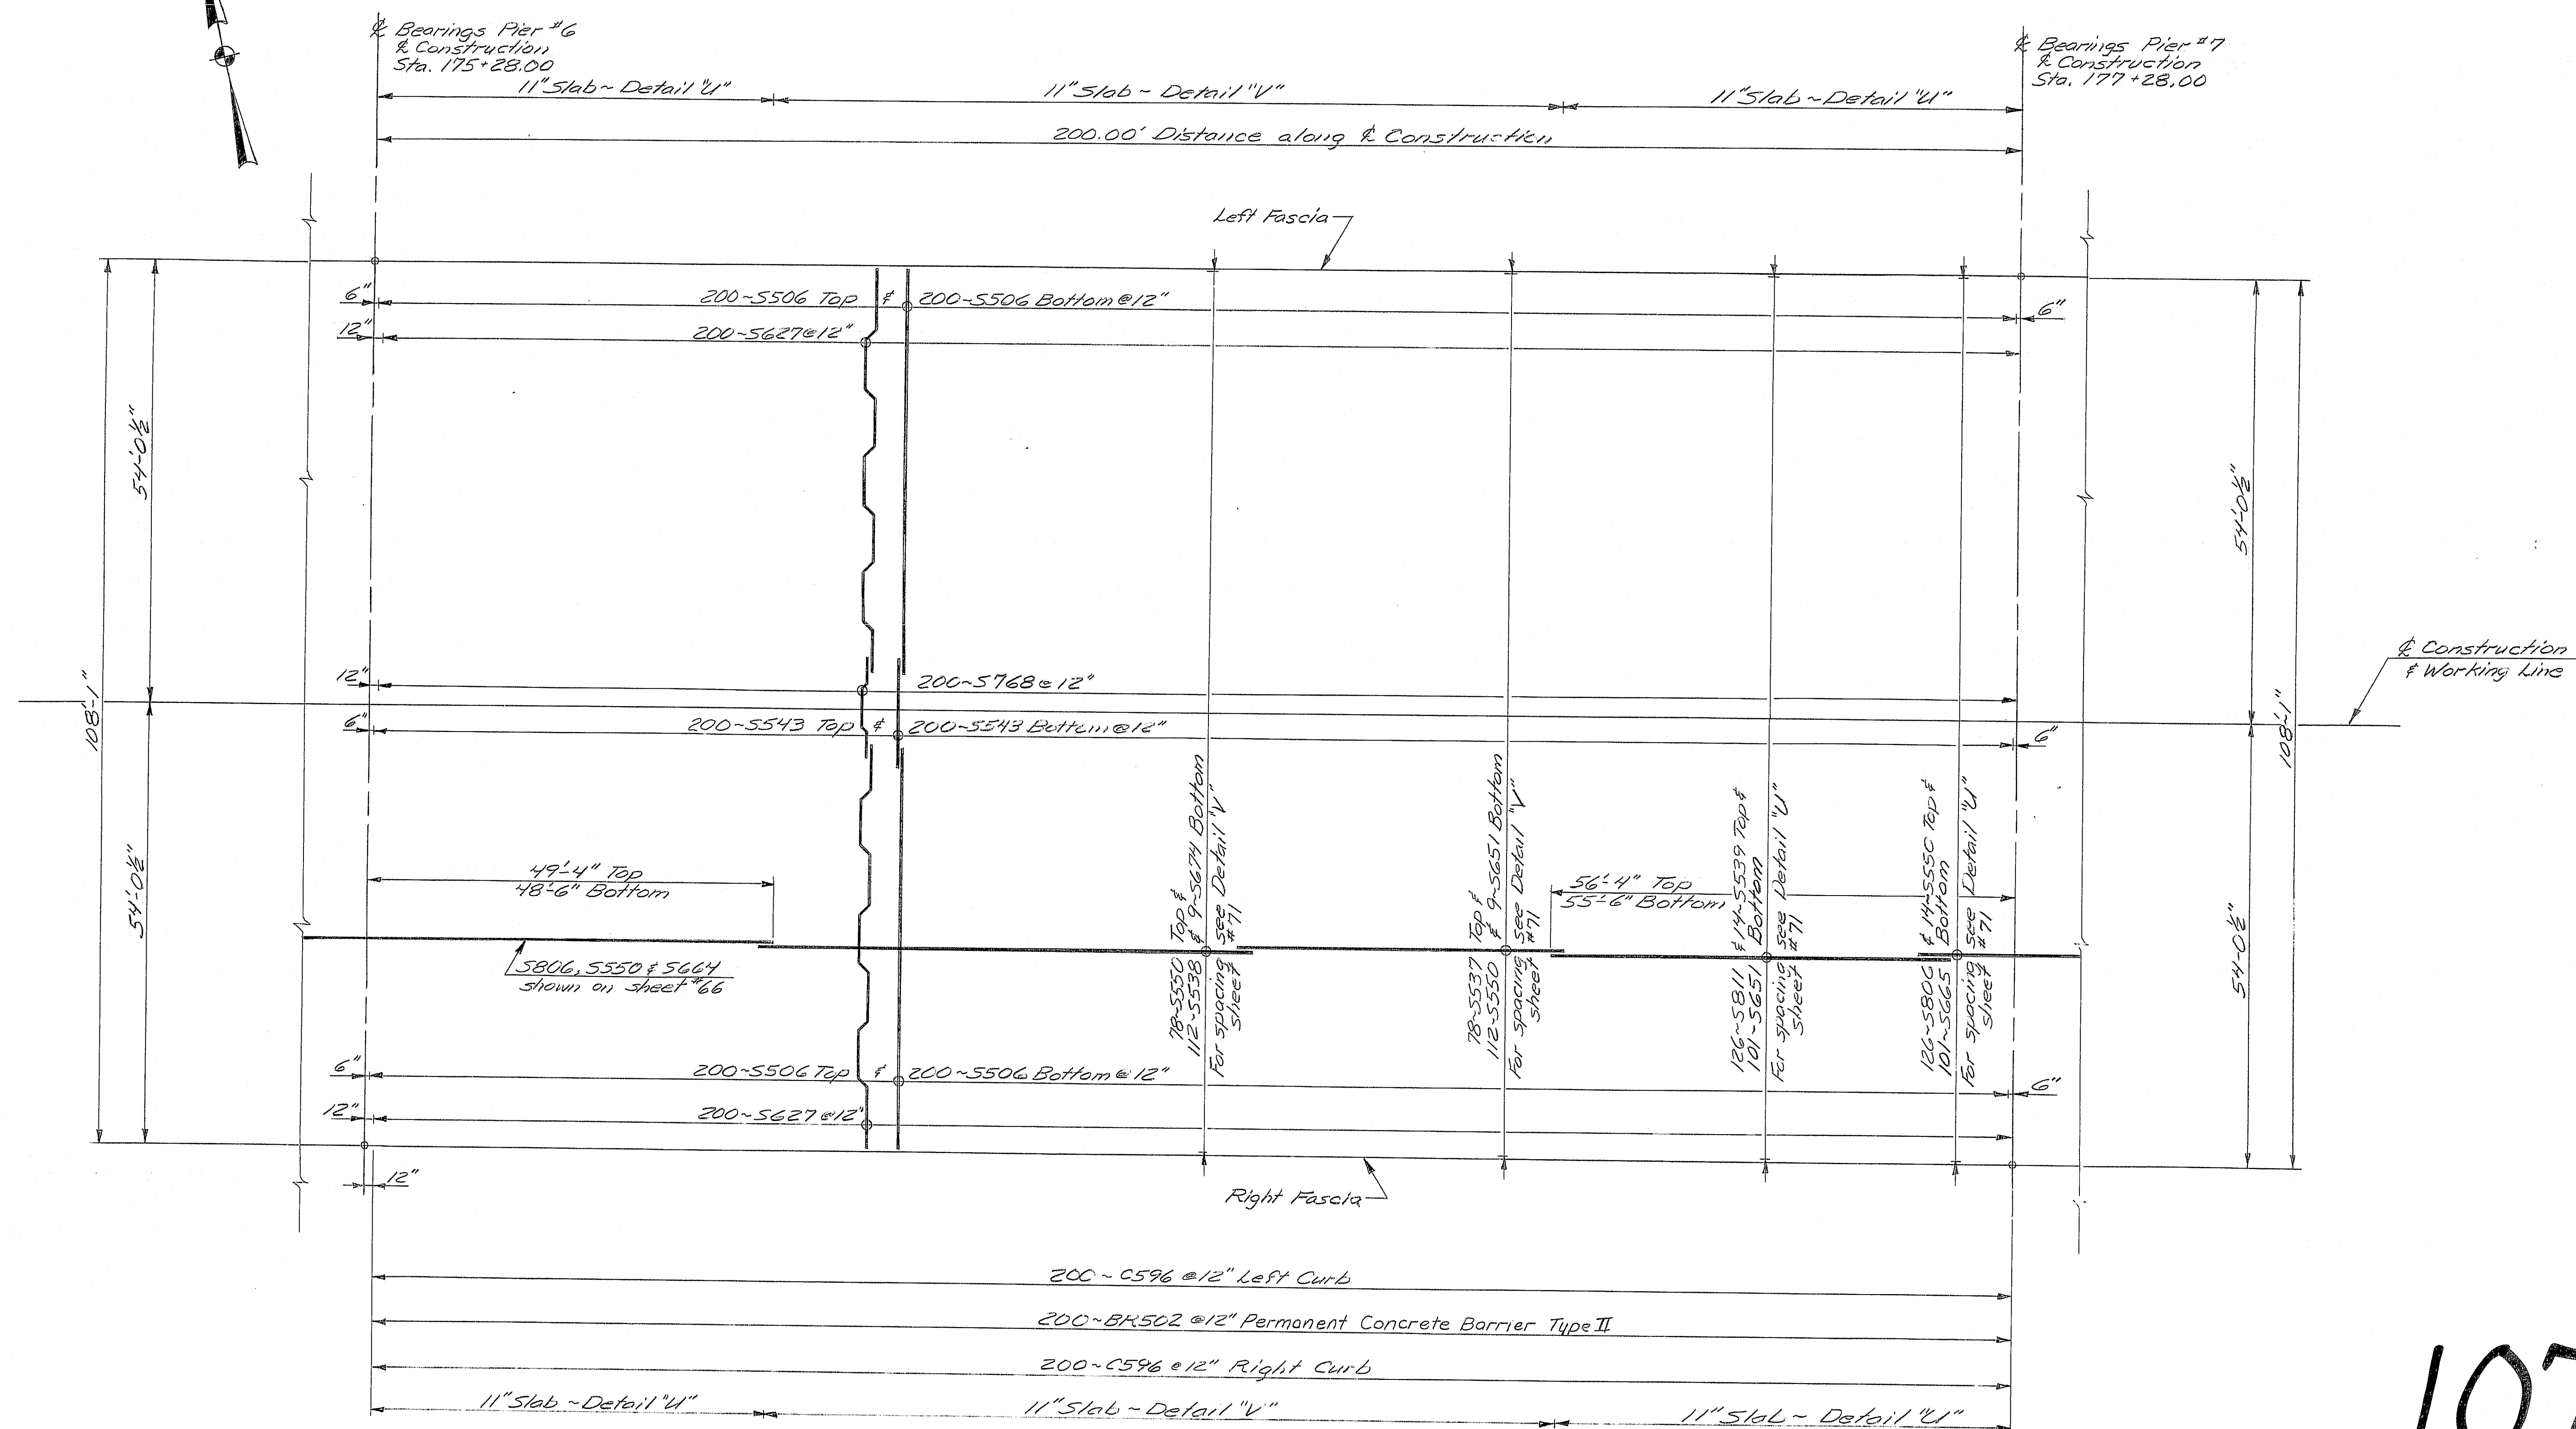 ℄ Bearings Pier #6
℄ Construction
Sta. 175+28.00
℄ Bearings Pier #7
℄ Construction
Sta. 177+28.00
11" Slab ~ Detail "U"
11" Slab ~ Detail "V"
11" Slab ~ Detail "U"
200.00' Distance along ℄ Construction
Left Fascia
6"
200~S506 Top & 200~S506 Bottom @ 12"
6"
12"
200~S627 @ 12"
54'-0½"
54'-0½"
108'-1"
108'-1"
℄ Construction
& Working Line
12"
200~S768 @ 12"
6"
200~S543 Top & 200~S543 Bottom @ 12"
6"
54'-0½"
54'-0½"
49'-4" Top
48'-6" Bottom
56'-4" Top
55'-6" Bottom
S806, S550 & S664
shown on sheet #66
78~S550 Top &
112~S538 & 9~S674 Bottom
For spacing see Detail "V"
sheet #71
78~S537 Top &
112~S550 & 9~S651 Bottom
For spacing see Detail "V"
sheet #71
126~S811 & 14~S539 Top &
101~S651 Bottom
For spacing see Detail "U"
sheet #71
126~S806 & 14~S550 Top &
101~S665 Bottom
For spacing see Detail "U"
sheet #71
6"
200~S506 Top & 200~S506 Bottom @ 12"
6"
12"
200~S627 @ 12"
12"
Right Fascia
200~C596 @ 12" Left Curb
200~BR502 @ 12" Permanent Concrete Barrier Type II
200~C596 @ 12" Right Curb
11" Slab ~ Detail "U"
11" Slab ~ Detail "V"
11" Slab ~ Detail "U"